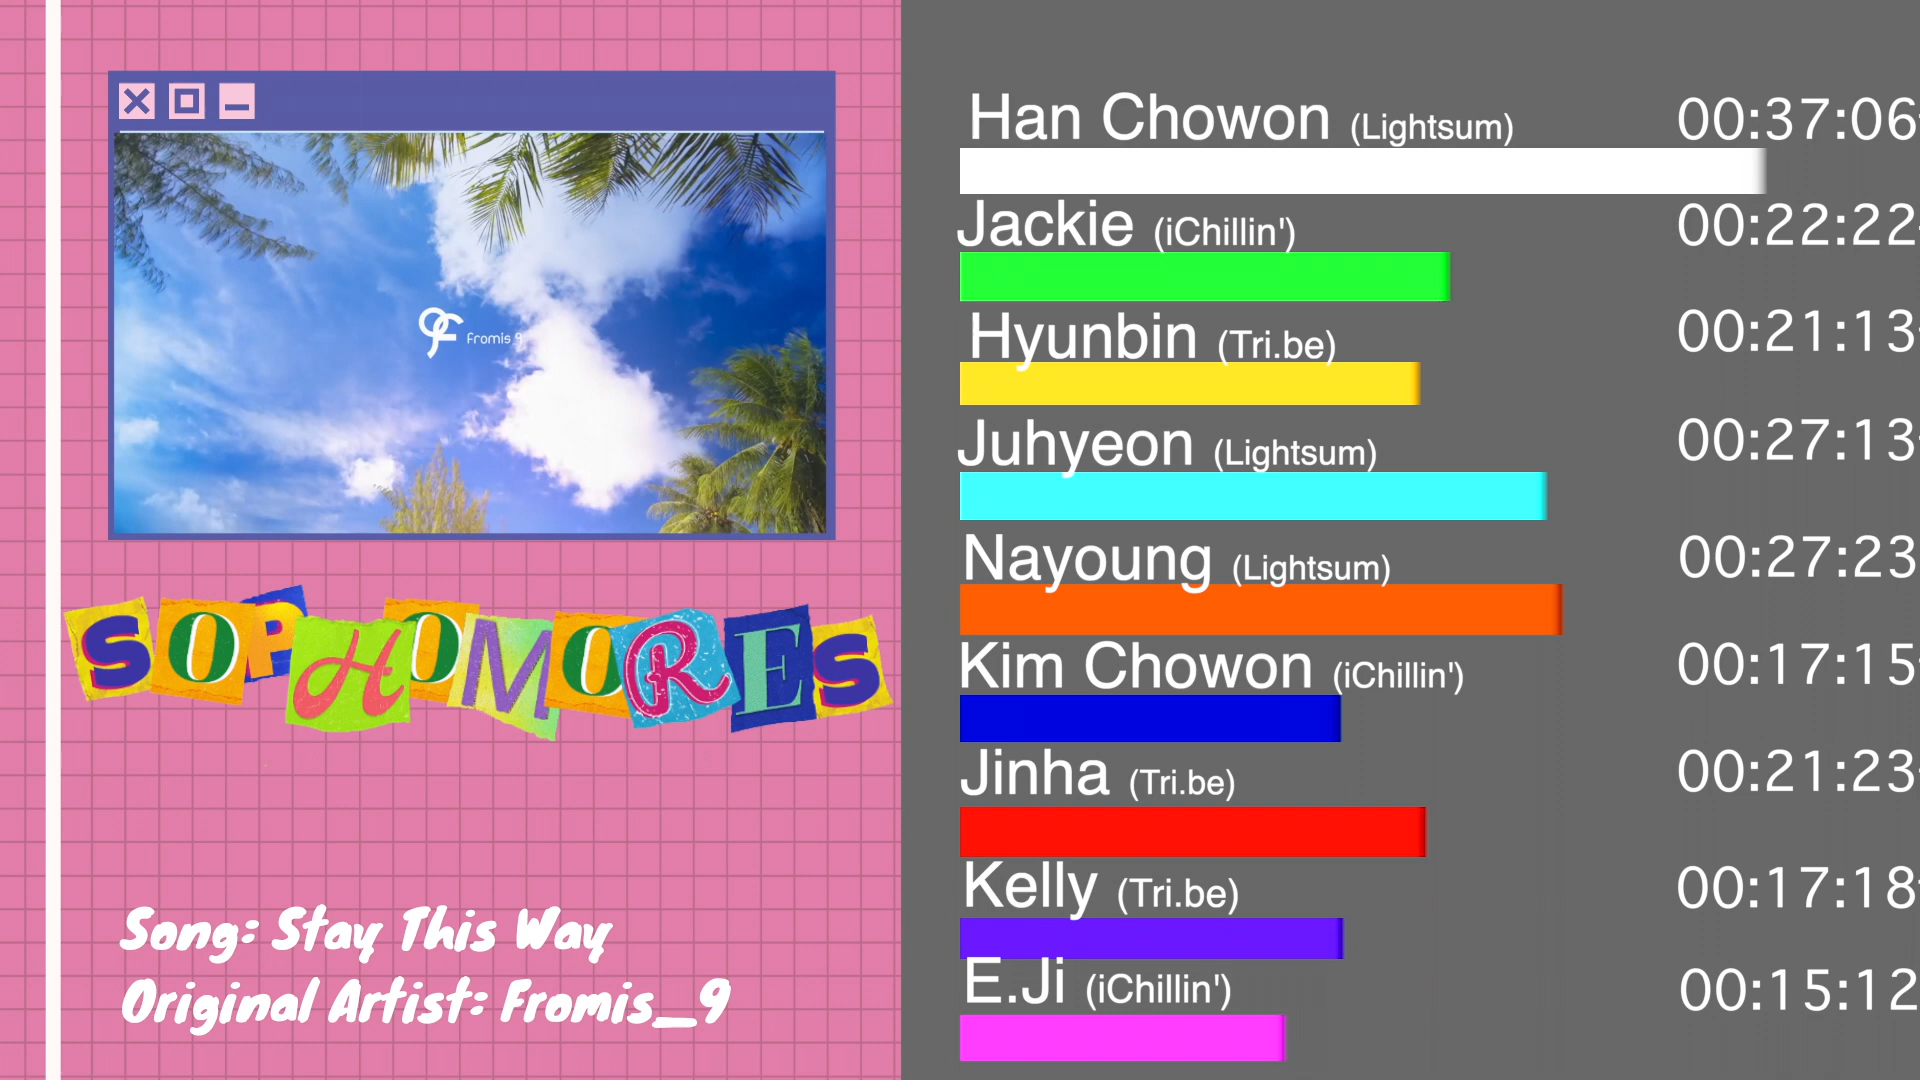 fromis_9
SOPHOMORES
Song: Stay This Way
Original Artist: Fromis_9
Han Chowon (Lightsum) 00:37:06
Jackie (iChillin') 00:22:22
Hyunbin (Tri.be) 00:21:13
Juhyeon (Lightsum) 00:27:13
Nayoung (Lightsum) 00:27:23
Kim Chowon (iChillin') 00:17:15
Jinha (Tri.be) 00:21:23
Kelly (Tri.be) 00:17:18
E.Ji (iChillin') 00:15:12